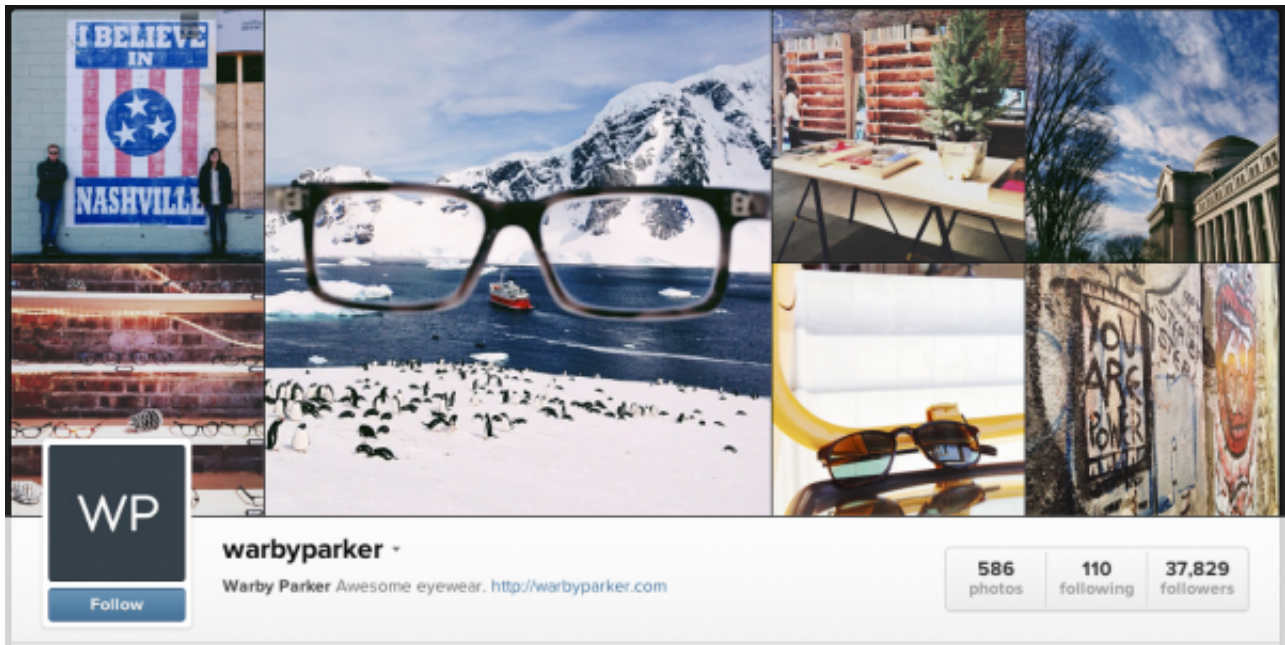 I BELIEVE
IN
NASHVILLE
YOU
ARE
POWER
WP
Follow
warbyparker
Warby Parker Awesome eyewear. http://warbyparker.com
586
photos
110
following
37,829
followers